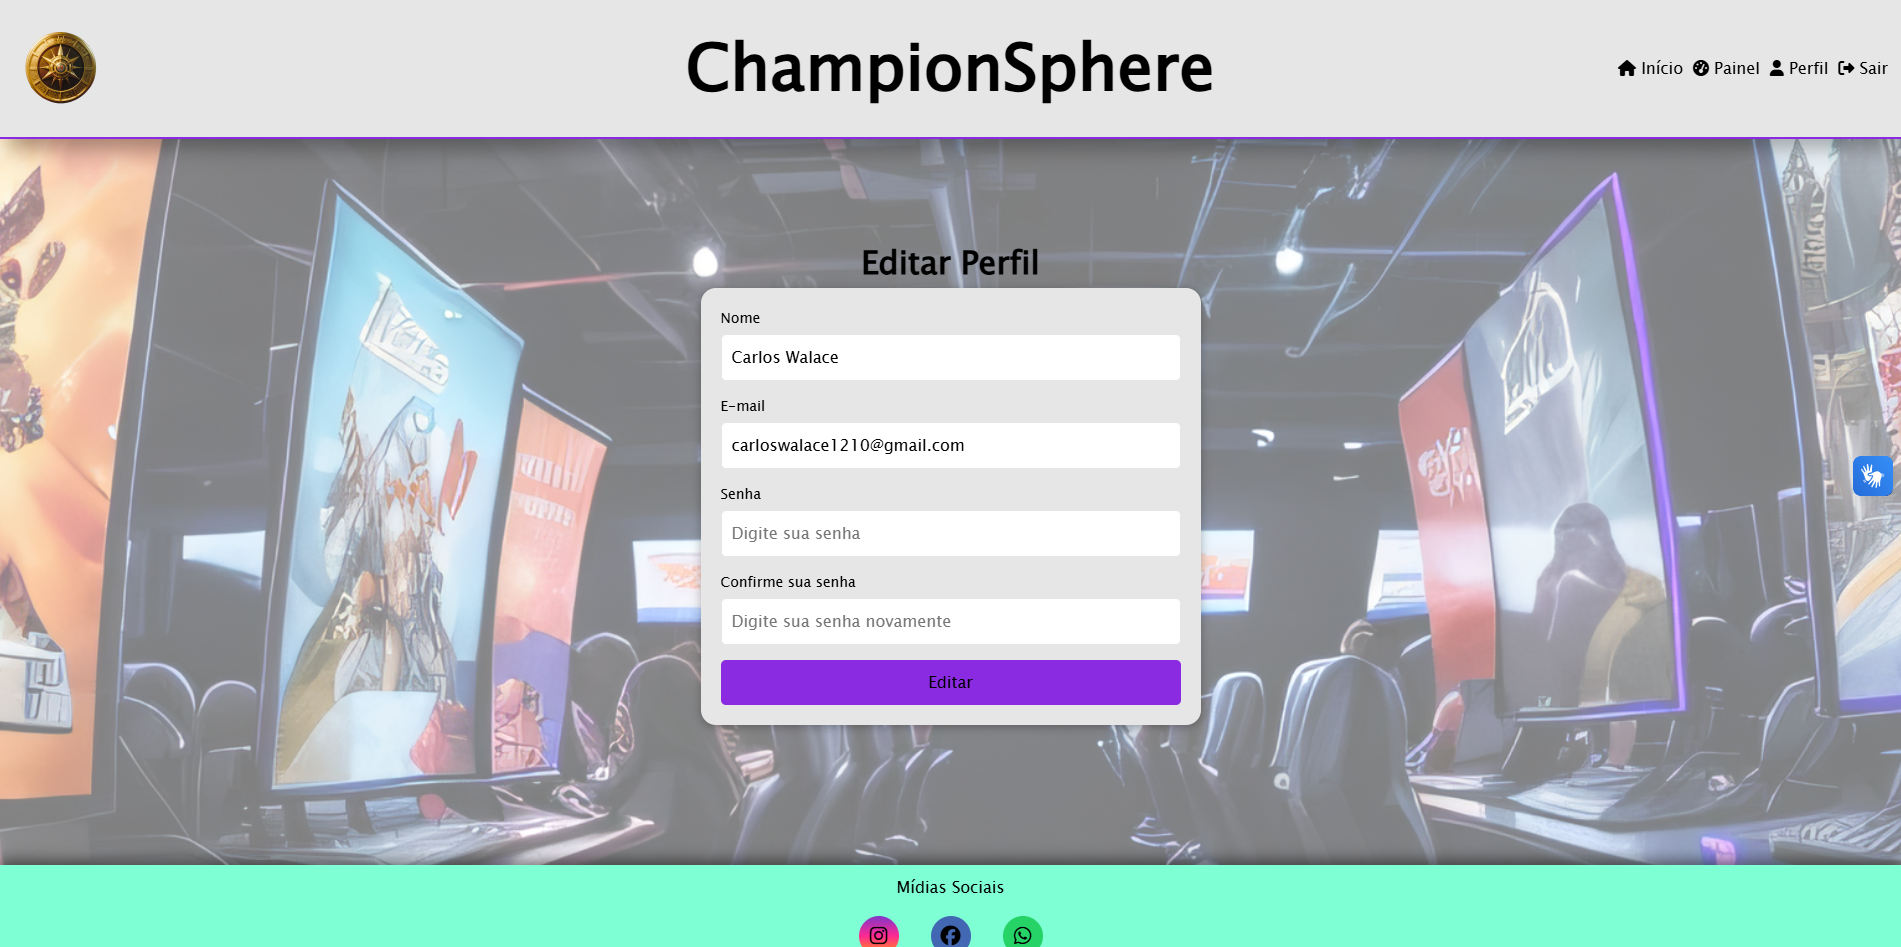 ChampionSphere
Início Painel Perfil Sair
Editar Perfil
Nome
Carlos Walace
E-mail
carloswalace1210@gmail.com
Senha
Digite sua senha
Confirme sua senha
Digite sua senha novamente
Editar
Mídias Sociais